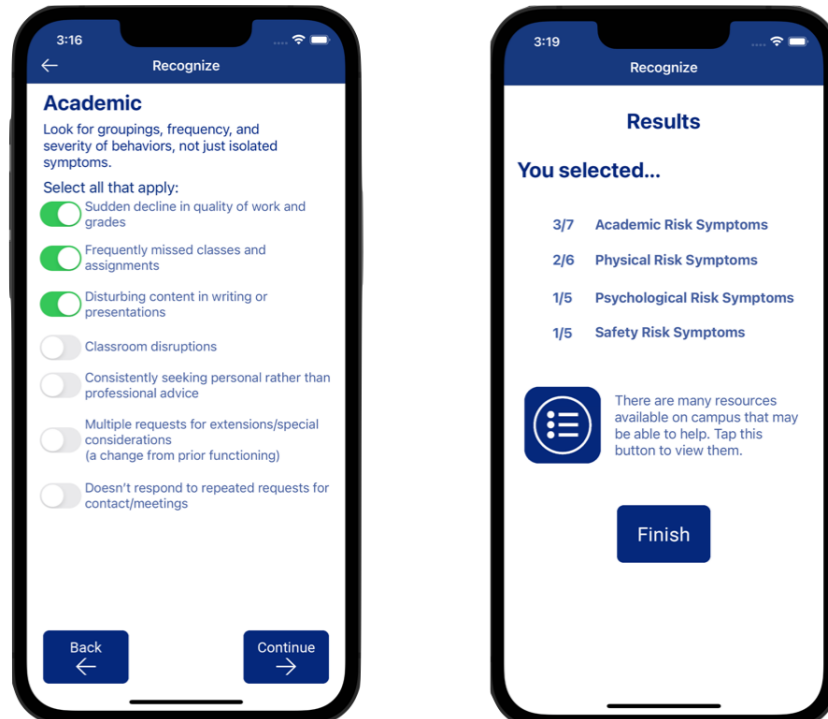 3:16
Recognize
Academic
Look for groupings, frequency, and
severity of behaviors, not just isolated
symptoms.
Select all that apply:
Sudden decline in quality of work and
grades
Frequently missed classes and
assignments
Disturbing content in writing or
presentations
Classroom disruptions
Consistently seeking personal rather than
professional advice
Multiple requests for extensions/special
considerations
(a change from prior functioning)
Doesn't respond to repeated requests for
contact/meetings
Back
Continue
3:19
Recognize
Results
You selected...
3/7 Academic Risk Symptoms
2/6 Physical Risk Symptoms
1/5 Psychological Risk Symptoms
1/5 Safety Risk Symptoms
There are many resources
available on campus that may
be able to help. Tap this
button to view them.
Finish